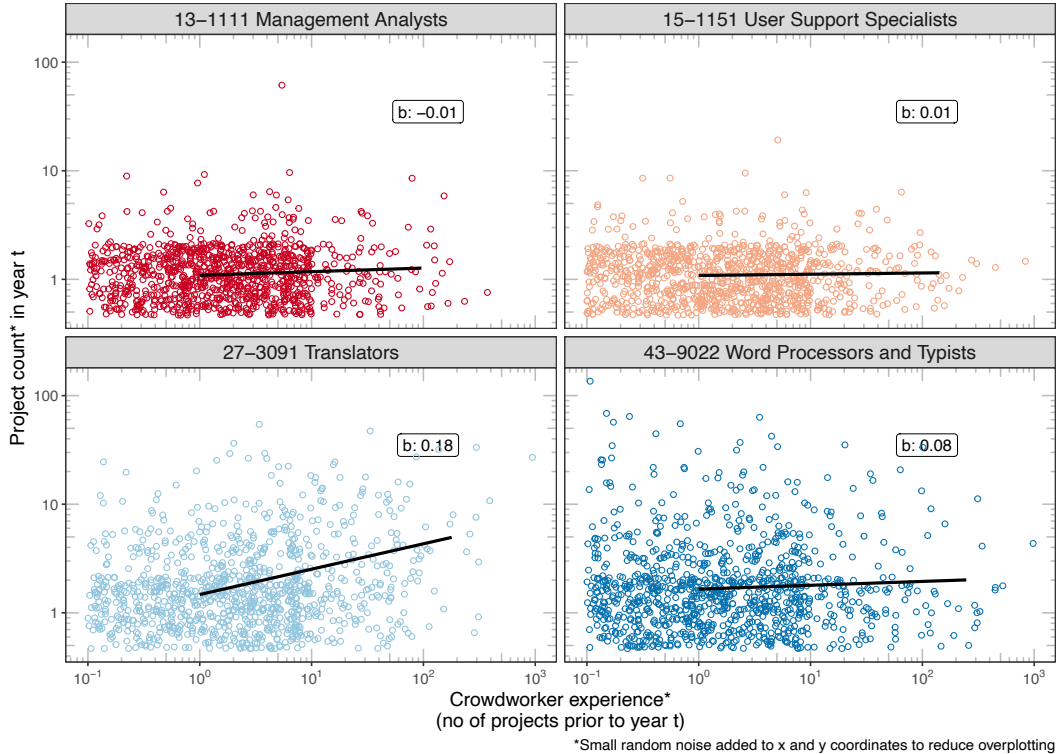 13−1111 Management Analysts
15−1151 User Support Specialists
100
10
1
b: −0.01
b: 0.01
27−3091 Translators
43−9022 Word Processors and Typists
100
10
1
b: 0.18
b: 0.08
10⁻¹ 10⁰ 10¹ 10² 10³
10⁻¹ 10⁰ 10¹ 10² 10³
Project count* in year t
Crowdworker experience*
(no of projects prior to year t)
*Small random noise added to x and y coordinates to reduce overplotting